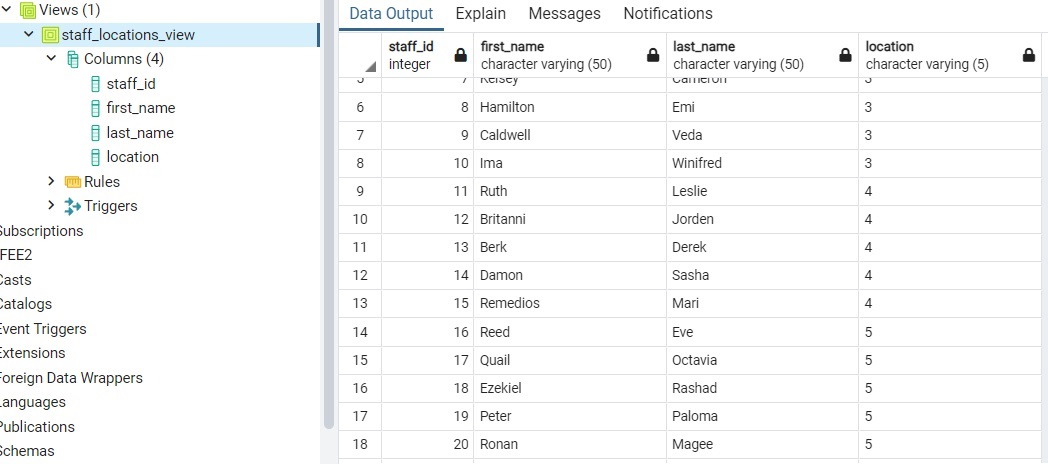 Views (1)
staff_locations_view
Columns (4)
staff_id
first_name
last_name
location
Rules
Triggers
Subscriptions
FEE2
Casts
Catalogs
Event Triggers
Extensions
Foreign Data Wrappers
Languages
Publications
Schemas
Data Output Explain Messages Notifications
staff_id first_name last_name location
integer character varying (50) character varying (50) character varying (5)
5 7 Kelsey Cameron 3
6 8 Hamilton Emi 3
7 9 Caldwell Veda 3
8 10 Ima Winifred 3
9 11 Ruth Leslie 4
10 12 Britanni Jorden 4
11 13 Berk Derek 4
12 14 Damon Sasha 4
13 15 Remedios Mari 4
14 16 Reed Eve 5
15 17 Quail Octavia 5
16 18 Ezekiel Rashad 5
17 19 Peter Paloma 5
18 20 Ronan Magee 5